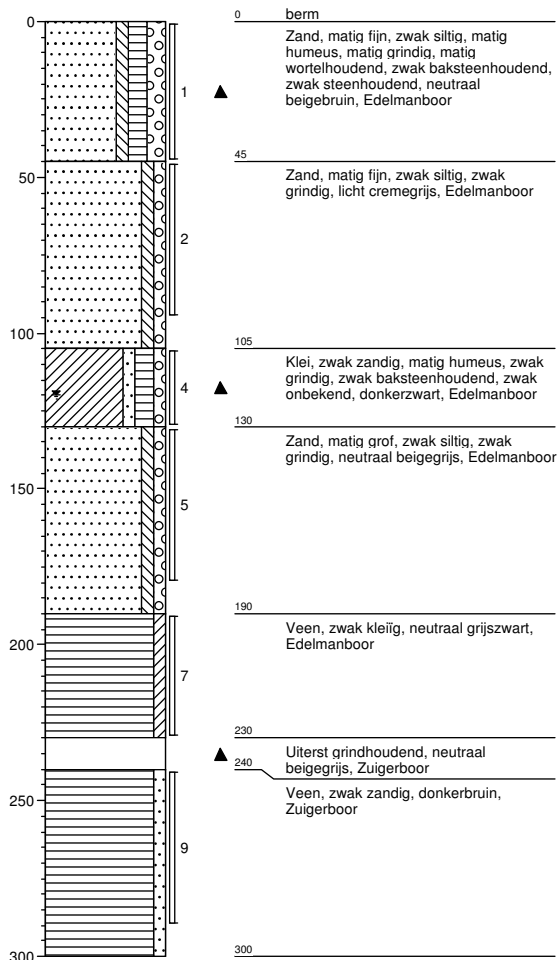 0
berm
0
Zand, matig fijn, zwak siltig, matig
humeus, matig grindig, matig
wortelhoudend, zwak baksteenhoudend,
zwak steenhoudend, neutraal
beigebruin, Edelmanboor
1
45
50
Zand, matig fijn, zwak siltig, zwak
grindig, licht cremegrijs, Edelmanboor
2
100
105
Klei, zwak zandig, matig humeus, zwak
grindig, zwak baksteenhoudend, zwak
onbekend, donkerzwart, Edelmanboor
4
130
Zand, matig grof, zwak siltig, zwak
grindig, neutraal beigegrijs, Edelmanboor
150
5
190
200
Veen, zwak kleiïg, neutraal grijszwart,
Edelmanboor
7
230
Uiterst grindhoudend, neutraal
beigegrijs, Zuigerboor
240
250
Veen, zwak zandig, donkerbruin,
Zuigerboor
9
300
300